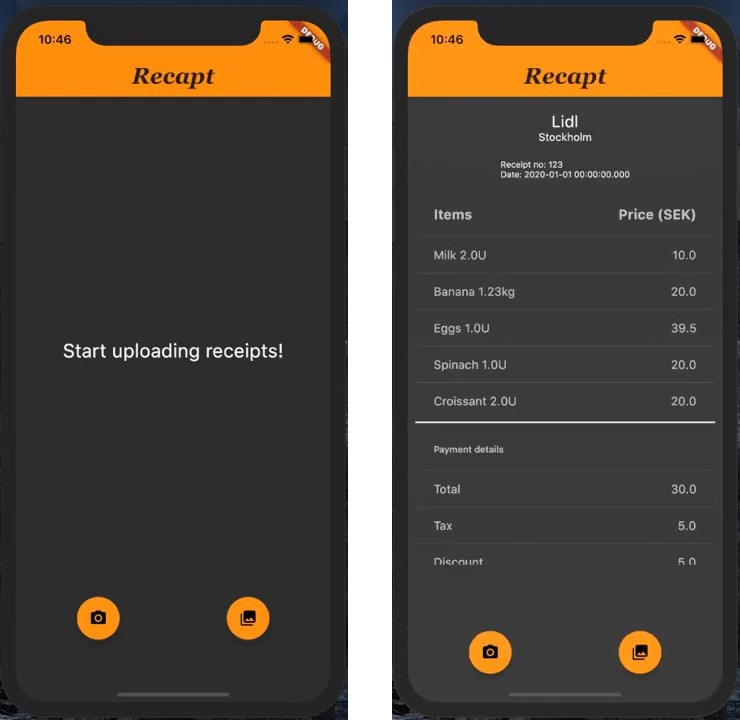 10:46
DEBUG
Recapt
Start uploading receipts!
10:46
DEBUG
Recapt
Lidl
Stockholm
Receipt no: 123
Date: 2020-01-01 00:00:00.000
Items Price (SEK)
Milk 2.0U 10.0
Banana 1.23kg 20.0
Eggs 1.0U 39.5
Spinach 1.0U 20.0
Croissant 2.0U 20.0
Payment details
Total 30.0
Tax 5.0
Discount 5.0